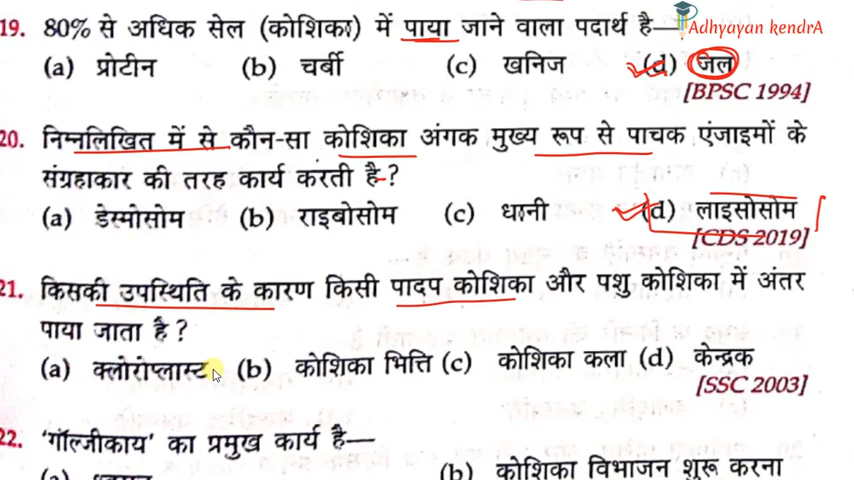 Adhyayan kendrA
19. 80% से अधिक सेल (कोशिका) में पाया जाने वाला पदार्थ है—
(a) प्रोटीन (b) चर्बी (c) खनिज (d) जल
[BPSC 1994]
20. निम्नलिखित में से कौन-सा कोशिका अंगक मुख्य रूप से पाचक एंजाइमों के
संग्रहाकार की तरह कार्य करती है-?
(a) डेस्मोसोम (b) राइबोसोम (c) धानी (d) लाइसोसोम
[CDS 2019]
21. किसकी उपस्थिति के कारण किसी पादप कोशिका और पशु कोशिका में अंतर
पाया जाता है?
(a) क्लोरोप्लास्ट (b) कोशिका भित्ति (c) कोशिका कला (d) केन्द्रक
[SSC 2003]
22. 'गॉल्जीकाय' का प्रमुख कार्य है—
(b) कोशिका विभाजन शुरू करना